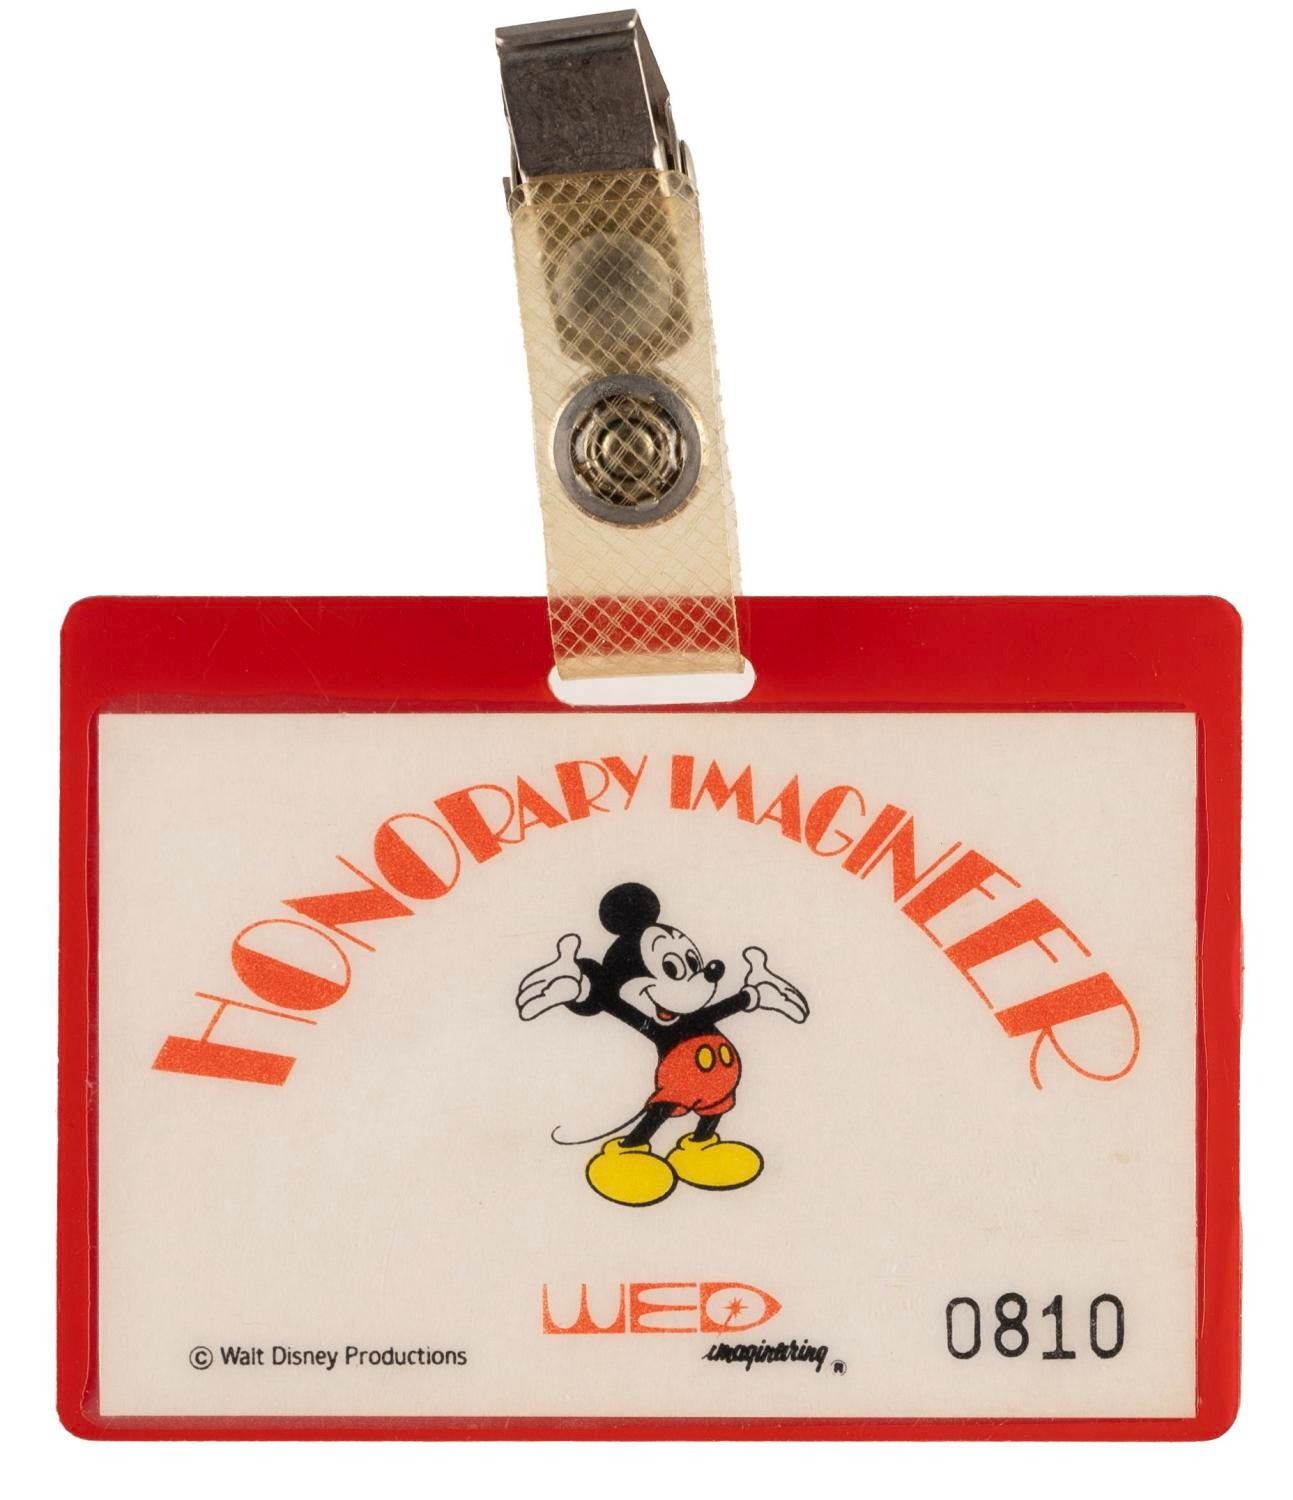 HONORARY IMAGINEER
WED
imagineering ®
© Walt Disney Productions
0810